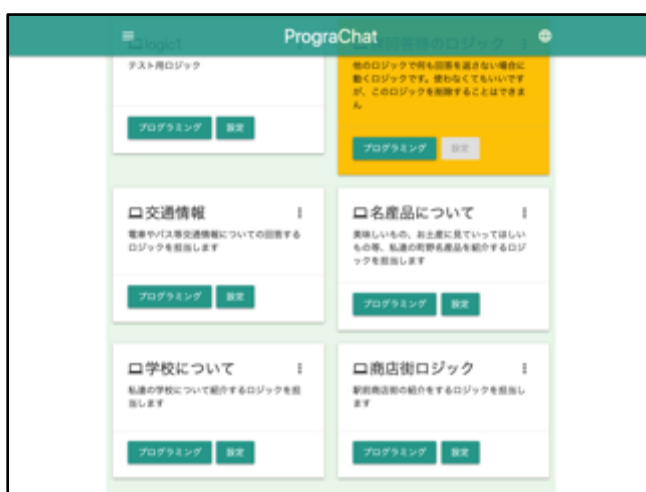 PrograChat
logic1
回答時のロジック
テスト用ロジック
他のロジックで何も回答を返さない場合に
動くロジックです。使わなくてもいいです
が、このロジックを削除することはできませ
ん
プログラミング 設定
プログラミング 設定
交通情報
名産品について
電車やバス等交通情報についての回答する
ロジックを担当します
美味しいもの、お土産に見ていってほしい
もの等、私達の町野名産品を紹介するロジ
ックを担当します
プログラミング 設定
プログラミング 設定
学校について
商店街ロジック
私達の学校について紹介するロジックを担
当します
駅前商店街の紹介をするロジックを担当し
ます
プログラミング 設定
プログラミング 設定